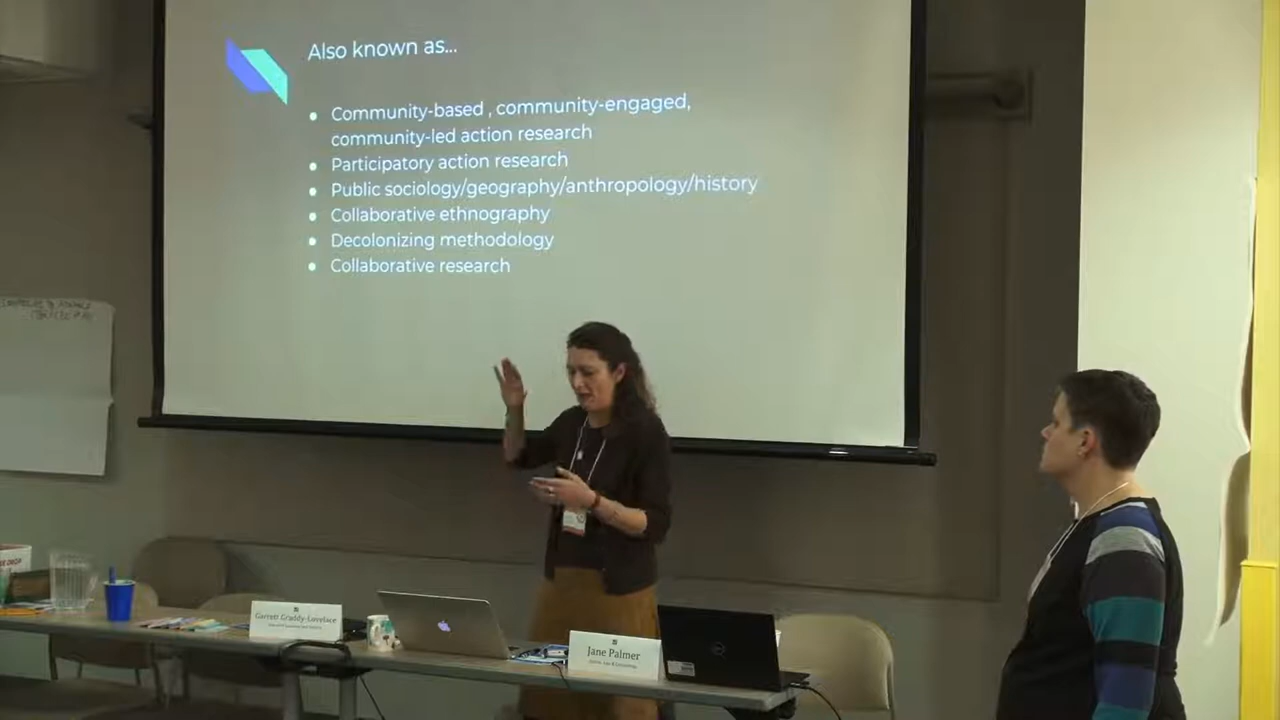 Also known as...
Community-based , community-engaged,
community-led action research
Participatory action research
Public sociology/geography/anthropology/history
Collaborative ethnography
Decolonizing methodology
Collaborative research
Garrett Graddy-Lovelace
Jane Palmer
DELL